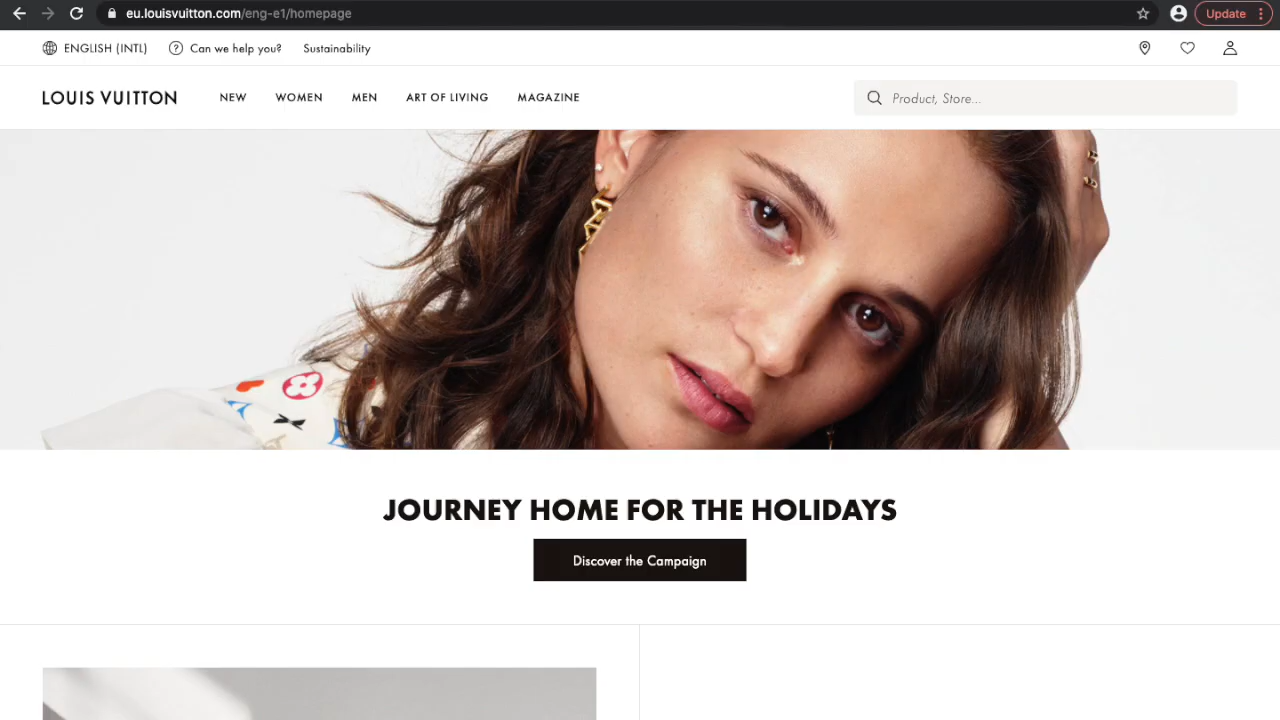 eu.louisvuitton.com/eng-e1/homepage
Update
ENGLISH (INTL) Can we help you? Sustainability
LOUIS VUITTON NEW WOMEN MEN ART OF LIVING MAGAZINE Product, Store...
JOURNEY HOME FOR THE HOLIDAYS
Discover the Campaign